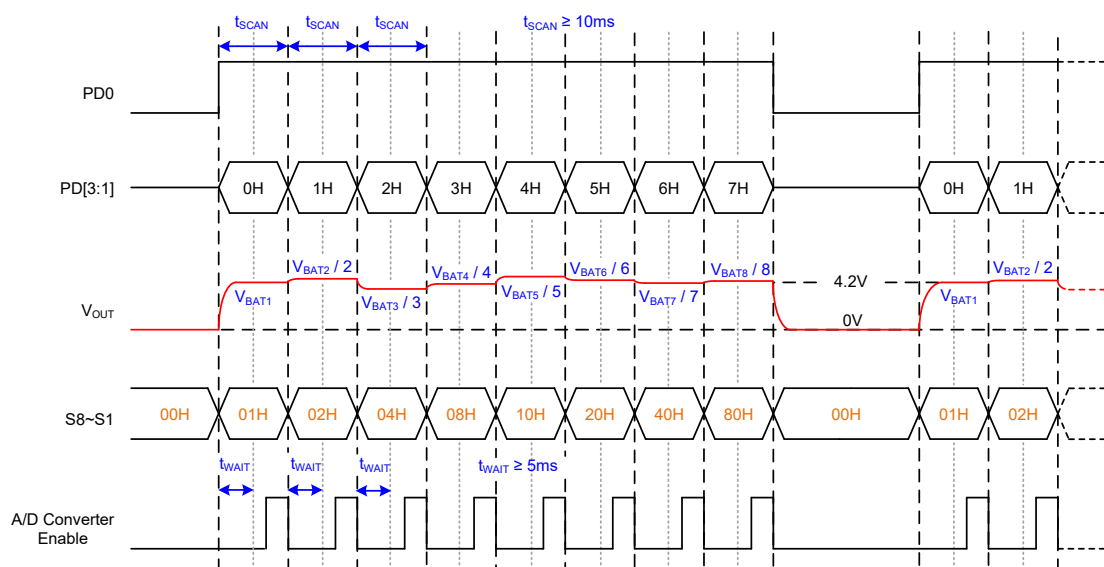 tSCAN tSCAN tSCAN tSCAN ≥ 10ms
PD0
PD[3:1] 0H 1H 2H 3H 4H 5H 6H 7H 0H 1H
VBAT2 / 2 VBAT4 / 4 VBAT6 / 6 VBAT8 / 8 VBAT2 / 2
4.2V
VBAT1 VBAT3 / 3 VBAT5 / 5 VBAT7 / 7 VBAT1
VOUT
0V
S8~S1 00H 01H 02H 04H 08H 10H 20H 40H 80H 00H 01H 02H
tWAIT tWAIT tWAIT tWAIT ≥ 5ms
A/D Converter
Enable